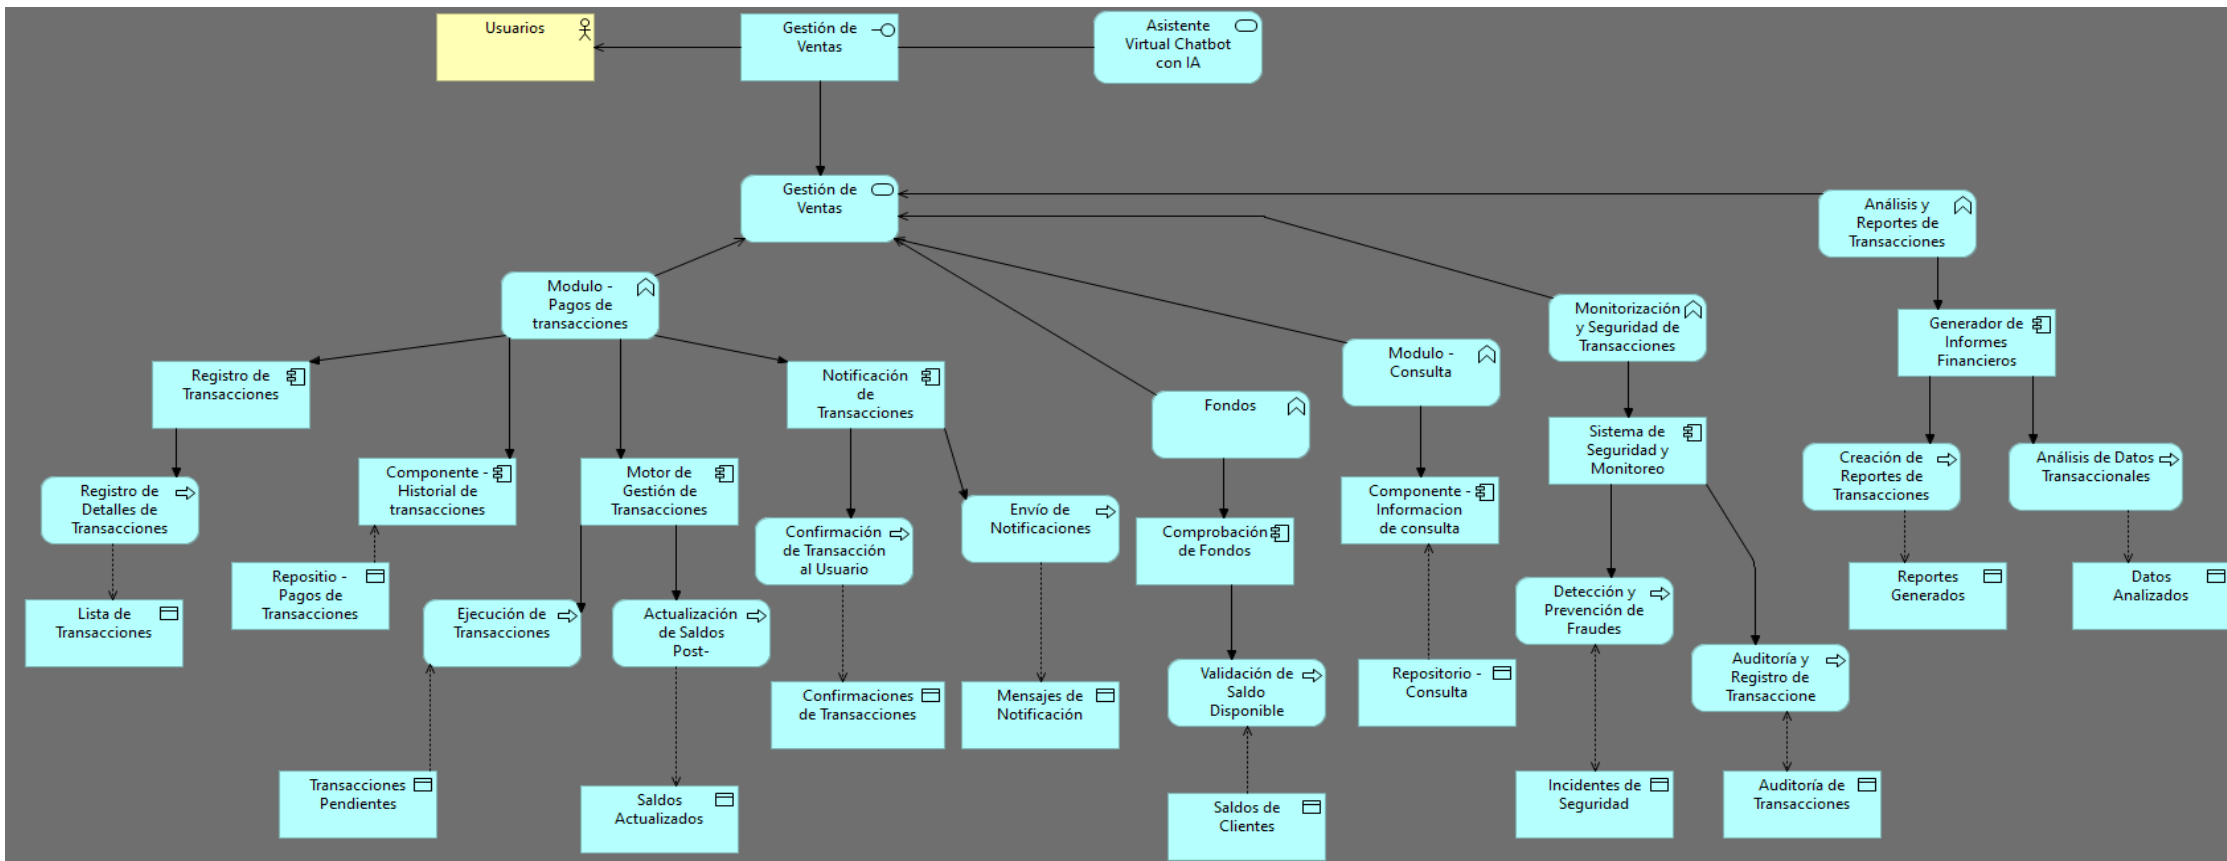 Usuarios
Gestión de
Ventas
Asistente
Virtual Chatbot
con IA
Gestión de
Ventas
Análisis y
Reportes de
Transacciones
Modulo -
Pagos de
transacciones
Monitorización
y Seguridad de
Transacciones
Generador de
Informes
Financieros
Modulo -
Consulta
Registro de
Transacciones
Notificación
de
Transacciones
Fondos
Sistema de
Seguridad y
Monitoreo
Creación de
Reportes de
Transacciones
Análisis de Datos
Transaccionales
Registro de
Detalles de
Transacciones
Componente -
Historial de
transacciones
Motor de
Gestión de
Transacciones
Confirmación
de Transacción
al Usuario
Envío de
Notificaciones
Comprobación
de Fondos
Componente -
Informacion
de consulta
Repositio -
Pagos de
Transacciones
Reportes
Generados
Datos
Analizados
Lista de
Transacciones
Ejecución de
Transacciones
Actualización
de Saldos
Post-
Detección y
Prevención de
Fraudes
Confirmaciones
de Transacciones
Mensajes de
Notificación
Validación de
Saldo
Disponible
Repositorio -
Consulta
Auditoría y
Registro de
Transaccione
Transacciones
Pendientes
Saldos
Actualizados
Saldos de
Clientes
Incidentes de
Seguridad
Auditoría de
Transacciones